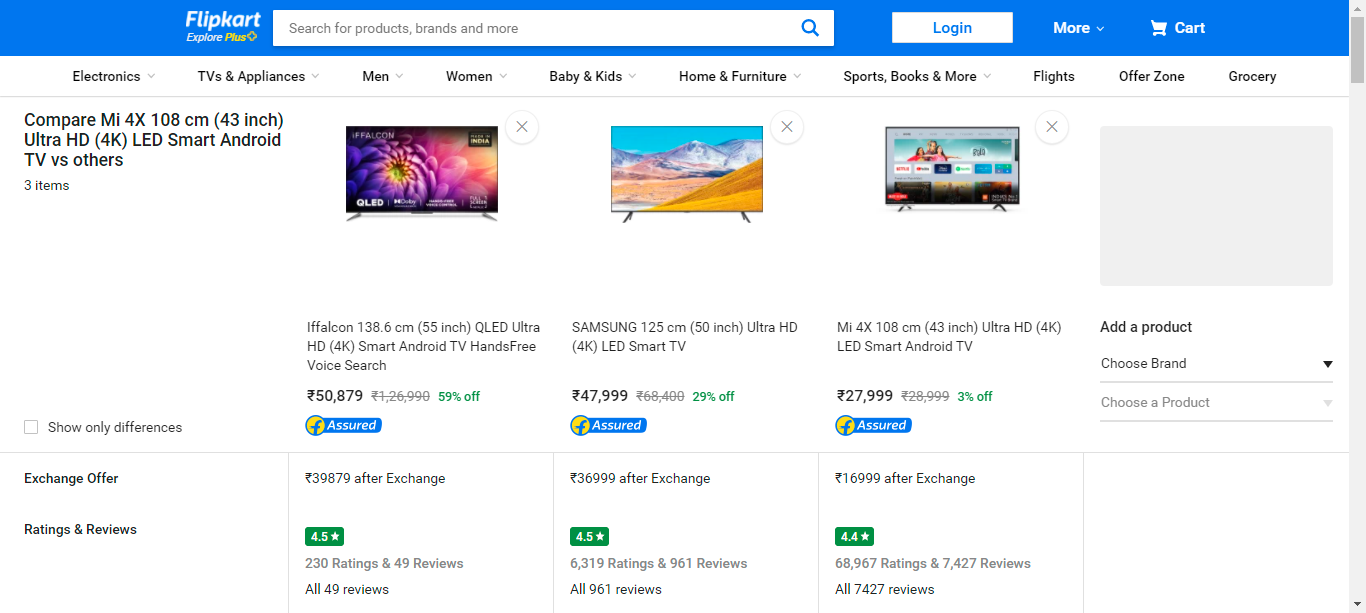 Flipkart
Explore Plus
Search for products, brands and more
Login
More
Cart
Electronics
TVs & Appliances
Men
Women
Baby & Kids
Home & Furniture
Sports, Books & More
Flights
Offer Zone
Grocery
Compare Mi 4X 108 cm (43 inch)
Ultra HD (4K) LED Smart Android
TV vs others
3 items
Show only differences
iFFALCON
MADE IN
INDIA
QLED
Dolby
Iffalcon 138.6 cm (55 inch) QLED Ultra
HD (4K) Smart Android TV HandsFree
Voice Search
₹50,879 ₹1,26,990 59% off
Assured
SAMSUNG 125 cm (50 inch) Ultra HD
(4K) LED Smart TV
₹47,999 ₹68,400 29% off
Assured
Mi 4X 108 cm (43 inch) Ultra HD (4K)
LED Smart Android TV
₹27,999 ₹28,999 3% off
Assured
Add a product
Choose Brand
Choose a Product
Exchange Offer
₹39879 after Exchange
₹36999 after Exchange
₹16999 after Exchange
Ratings & Reviews
4.5
230 Ratings & 49 Reviews
All 49 reviews
4.5
6,319 Ratings & 961 Reviews
All 961 reviews
4.4
68,967 Ratings & 7,427 Reviews
All 7427 reviews